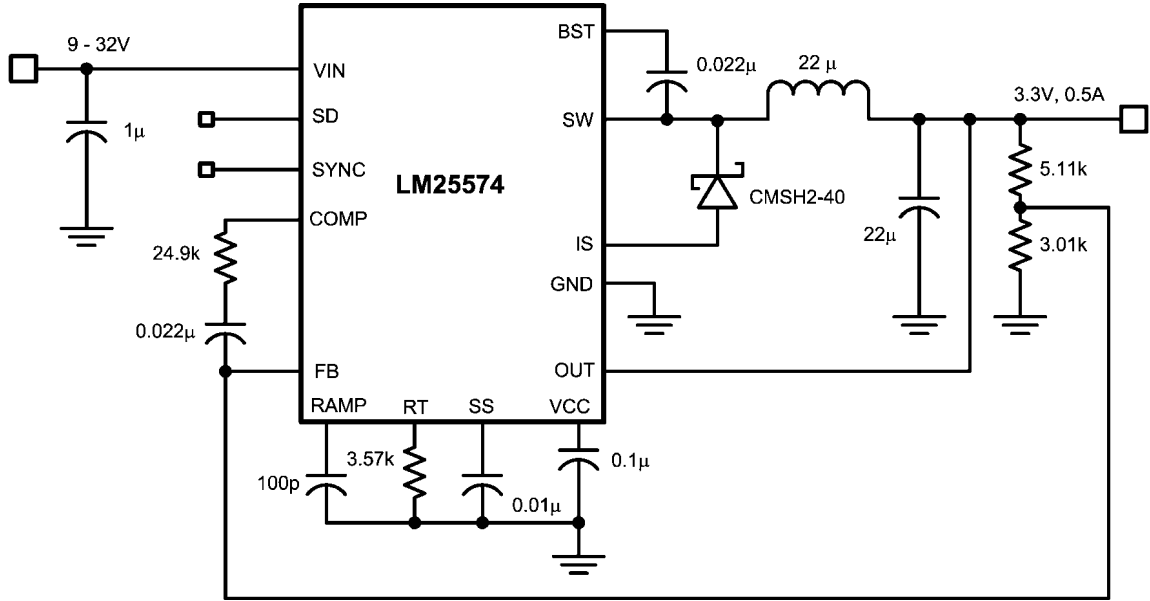 9 - 32V
1μ
VIN
SD
SYNC
COMP
24.9k
0.022μ
FB
RAMP
RT
SS
VCC
LM25574
BST
SW
IS
GND
OUT
0.022μ
22 μ
CMSH2-40
3.3V, 0.5A
5.11k
3.01k
22μ
100p
3.57k
0.01μ
0.1μ